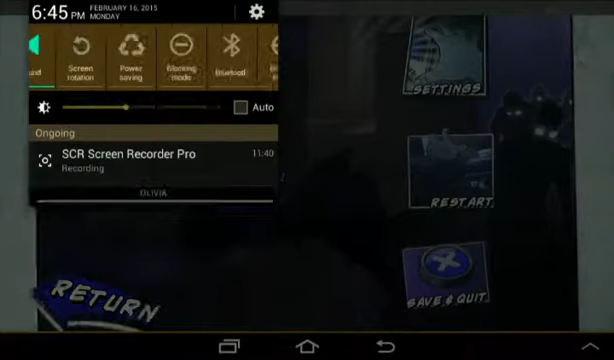 6:45 PM
FEBRUARY 16, 2015
MONDAY
Screen
rotation
Power
saving
Blocking
mode
Bluetooth
Auto
Ongoing
SCR Screen Recorder Pro
11:40
Recording
OLIVIA
SETTINGS
RESTART
SAVE & QUIT
RETURN